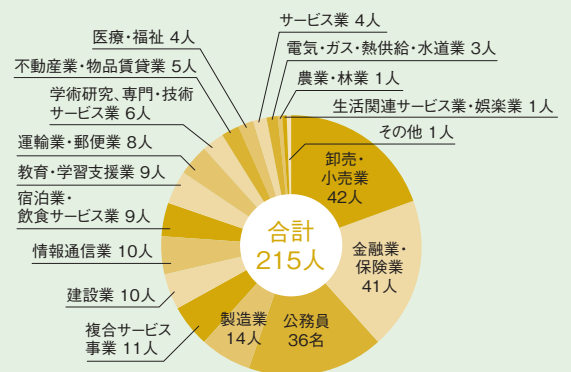 サービス業 4人
医療・福祉 4人
電気・ガス・熱供給・水道業 3人
不動産業・物品賃貸業 5人
農業・林業 1人
学術研究、専門・技術
サービス業 6人
生活関連サービス業・娯楽業 1人
その他 1人
運輸業・郵便業 8人
卸売・
小売業
42人
教育・学習支援業 9人
宿泊業・
飲食サービス業 9人
合計
215人
金融業・
保険業
41人
情報通信業 10人
建設業 10人
製造業
14人
公務員
36名
複合サービス
事業 11人